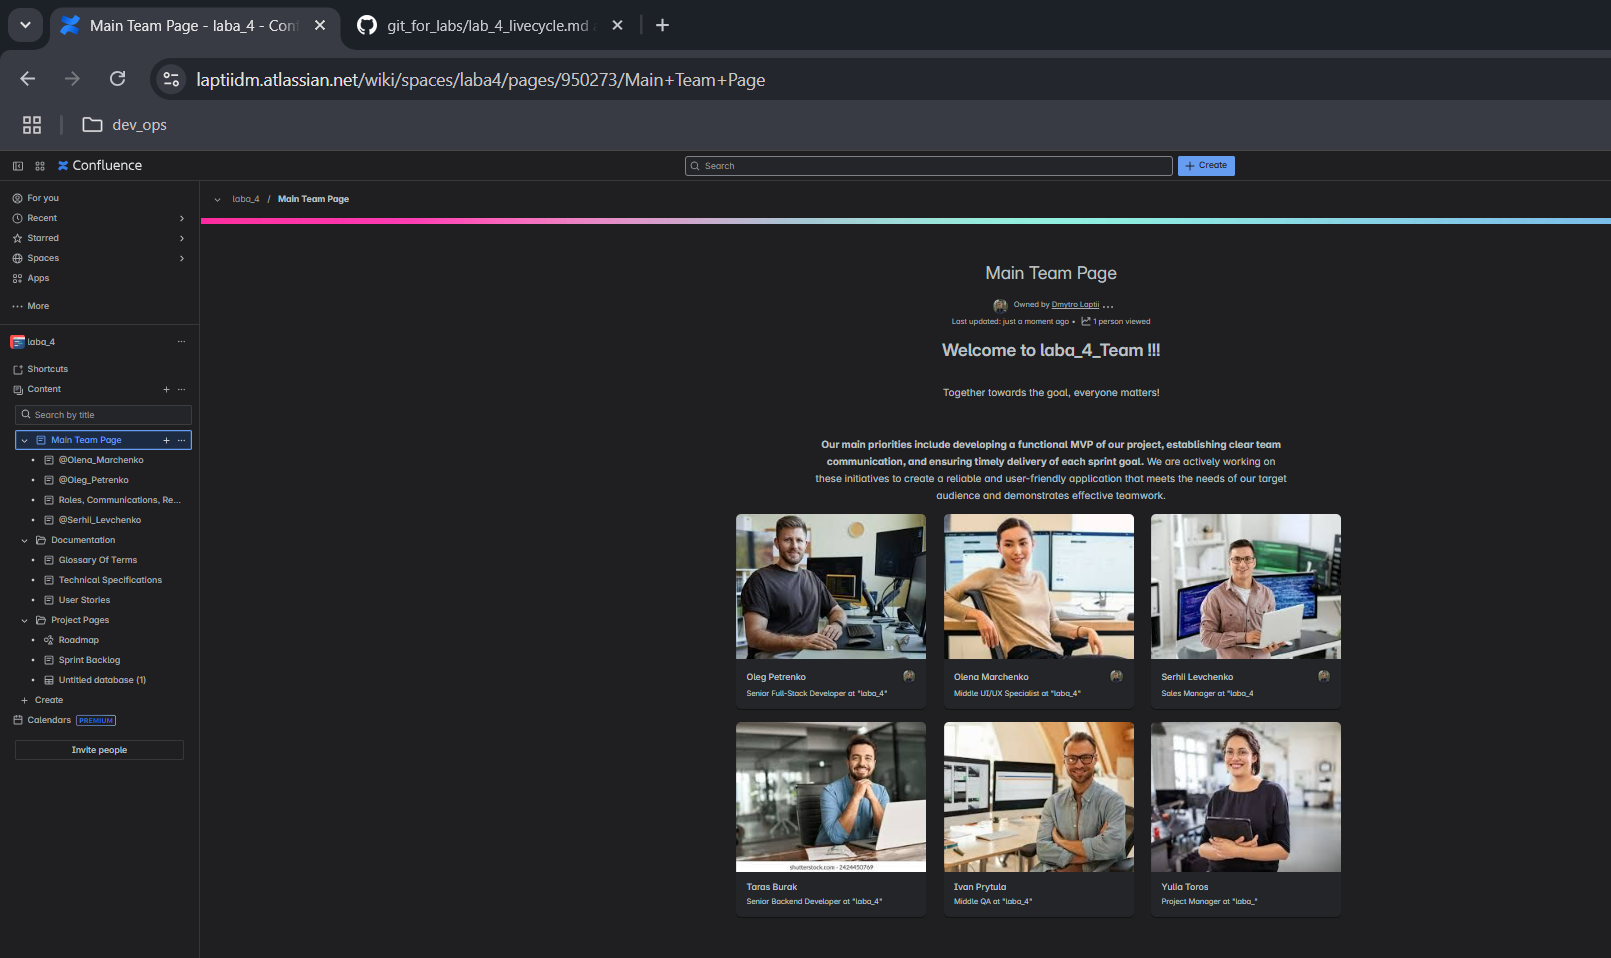 Main Team Page - laba_4 - Con
git_for_labs/lab_4_livecycle.md
laptiidm.atlassian.net/wiki/spaces/laba4/pages/950273/Main+Team+Page
dev_ops
Confluence
Search
Create
For you
Recent
Starred
Spaces
Apps
More
laba_4
Shortcuts
Content
Search by title
Main Team Page
@Olena_Marchenko
@Oleg_Petrenko
Roles, Communications, Re...
@Serhii_Levchenko
Documentation
Glossary Of Terms
Technical Specifications
User Stories
Project Pages
Roadmap
Sprint Backlog
Untitled database (1)
Create
Calendars PREMIUM
Invite people
laba_4 / Main Team Page
Main Team Page
Owned by Dmytro Laptii ...
Last updated: just a moment ago • 1 person viewed
Welcome to laba_4_Team !!!
Together towards the goal, everyone matters!
Our main priorities include developing a functional MVP of our project, establishing clear team
communication, and ensuring timely delivery of each sprint goal. We are actively working on
these initiatives to create a reliable and user-friendly application that meets the needs of our target
audience and demonstrates effective teamwork.
Oleg Petrenko
Senior Full-Stack Developer at "laba_4"
Olena Marchenko
Middle UI/UX Specialist at "laba_4"
Serhii Levchenko
Sales Manager at "laba_4
shutterstock.com · 2424450769
Taras Burak
Senior Backend Developer at "laba_4"
Ivan Prytula
Middle QA at "laba_4"
Yulia Toros
Project Manager at "laba_"